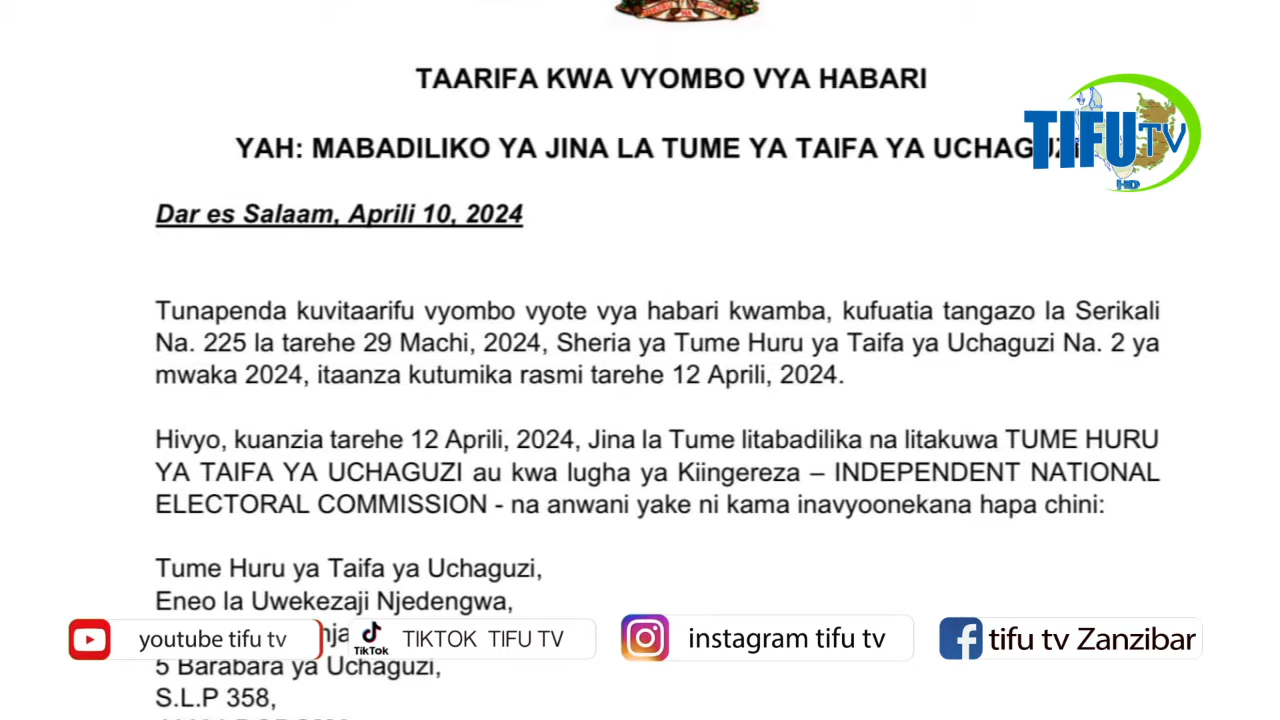 TAARIFA KWA VYOMBO VYA HABARI
YAH: MABADILIKO YA JINA LA TUME YA TAIFA YA UCHAGUZI
TIFU TV
HD
Dar es Salaam, Aprili 10, 2024
Tunapenda kuvitaarifu vyombo vyote vya habari kwamba, kufuatia tangazo la Serikali
Na. 225 la tarehe 29 Machi, 2024, Sheria ya Tume Huru ya Taifa ya Uchaguzi Na. 2 ya
mwaka 2024, itaanza kutumika rasmi tarehe 12 Aprili, 2024.
Hivyo, kuanzia tarehe 12 Aprili, 2024, Jina la Tume litabadilika na litakuwa TUME HURU
YA TAIFA YA UCHAGUZI au kwa lugha ya Kiingereza – INDEPENDENT NATIONAL
ELECTORAL COMMISSION - na anwani yake ni kama inavyoonekana hapa chini:
Tume Huru ya Taifa ya Uchaguzi,
Eneo la Uwekezaji Njedengwa,
youtube tifu tv
TikTok
TIKTOK TIFU TV
instagram tifu tv
tifu tv Zanzibar
5 Barabara ya Uchaguzi,
S.L.P 358,